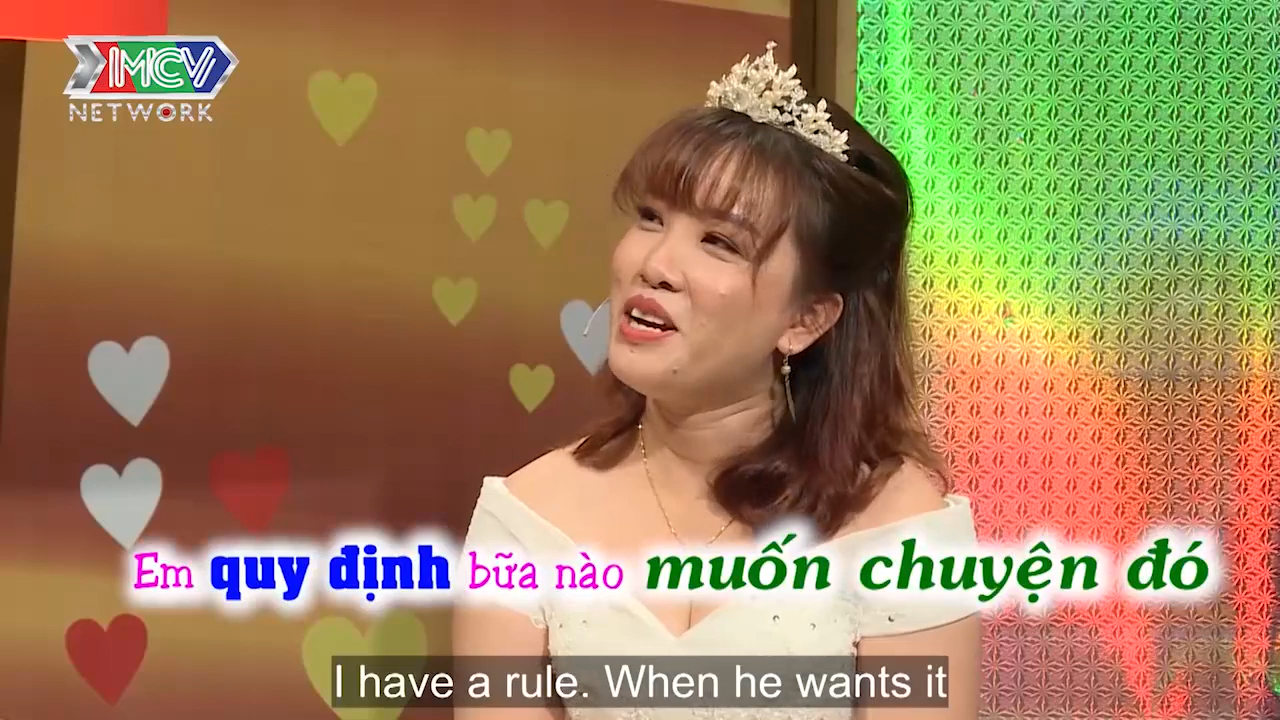 MCV
NETWORK
Em quy định bữa nào muốn chuyện đó
I have a rule. When he wants it